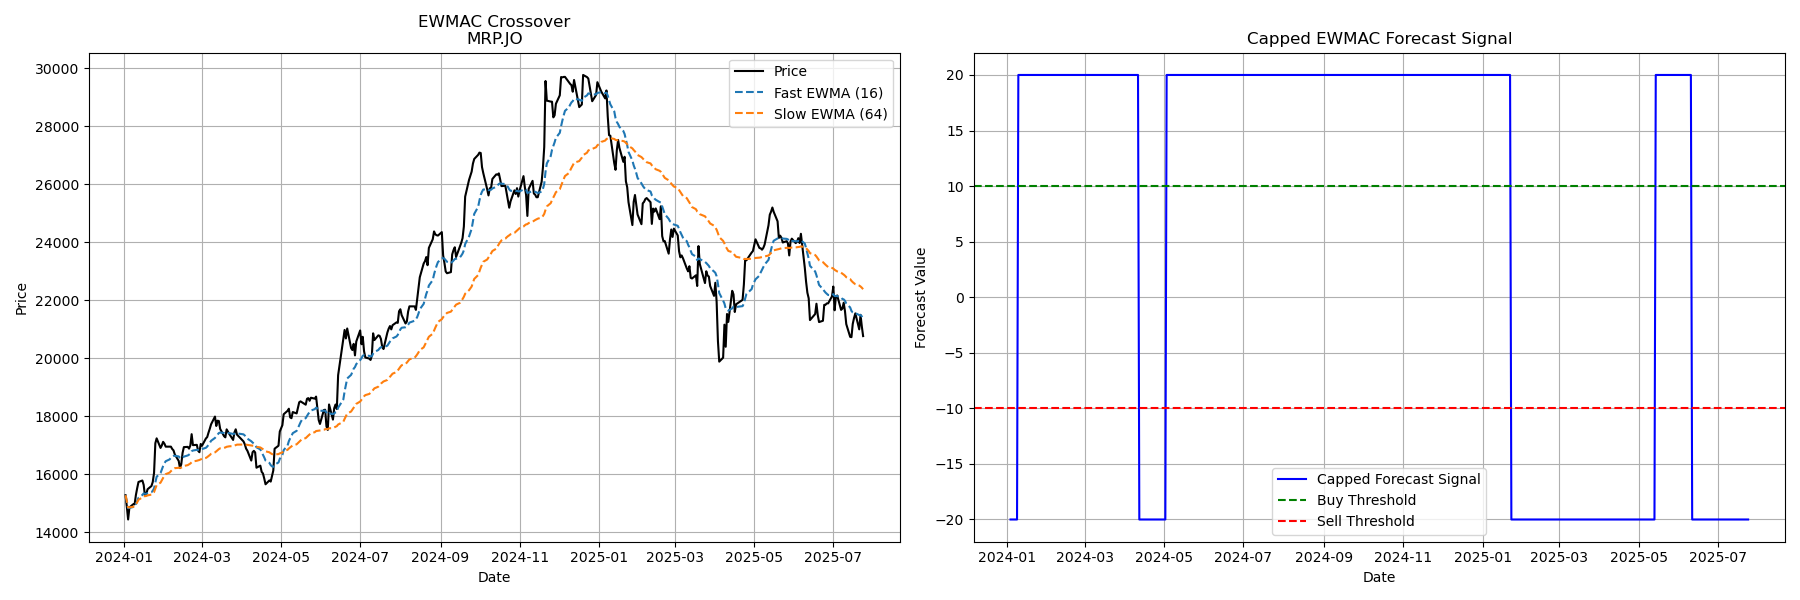 EWMAC Crossover
MRP.JO
Price
Fast EWMA (16)
Slow EWMA (64)
30000
28000
26000
24000
22000
20000
18000
16000
14000
Price
2024-01 2024-03 2024-05 2024-07 2024-09 2024-11 2025-01 2025-03 2025-05 2025-07
Date
Capped EWMAC Forecast Signal
20
15
10
5
0
−5
−10
−15
−20
Forecast Value
Capped Forecast Signal
Buy Threshold
Sell Threshold
2024-01 2024-03 2024-05 2024-07 2024-09 2024-11 2025-01 2025-03 2025-05 2025-07
Date